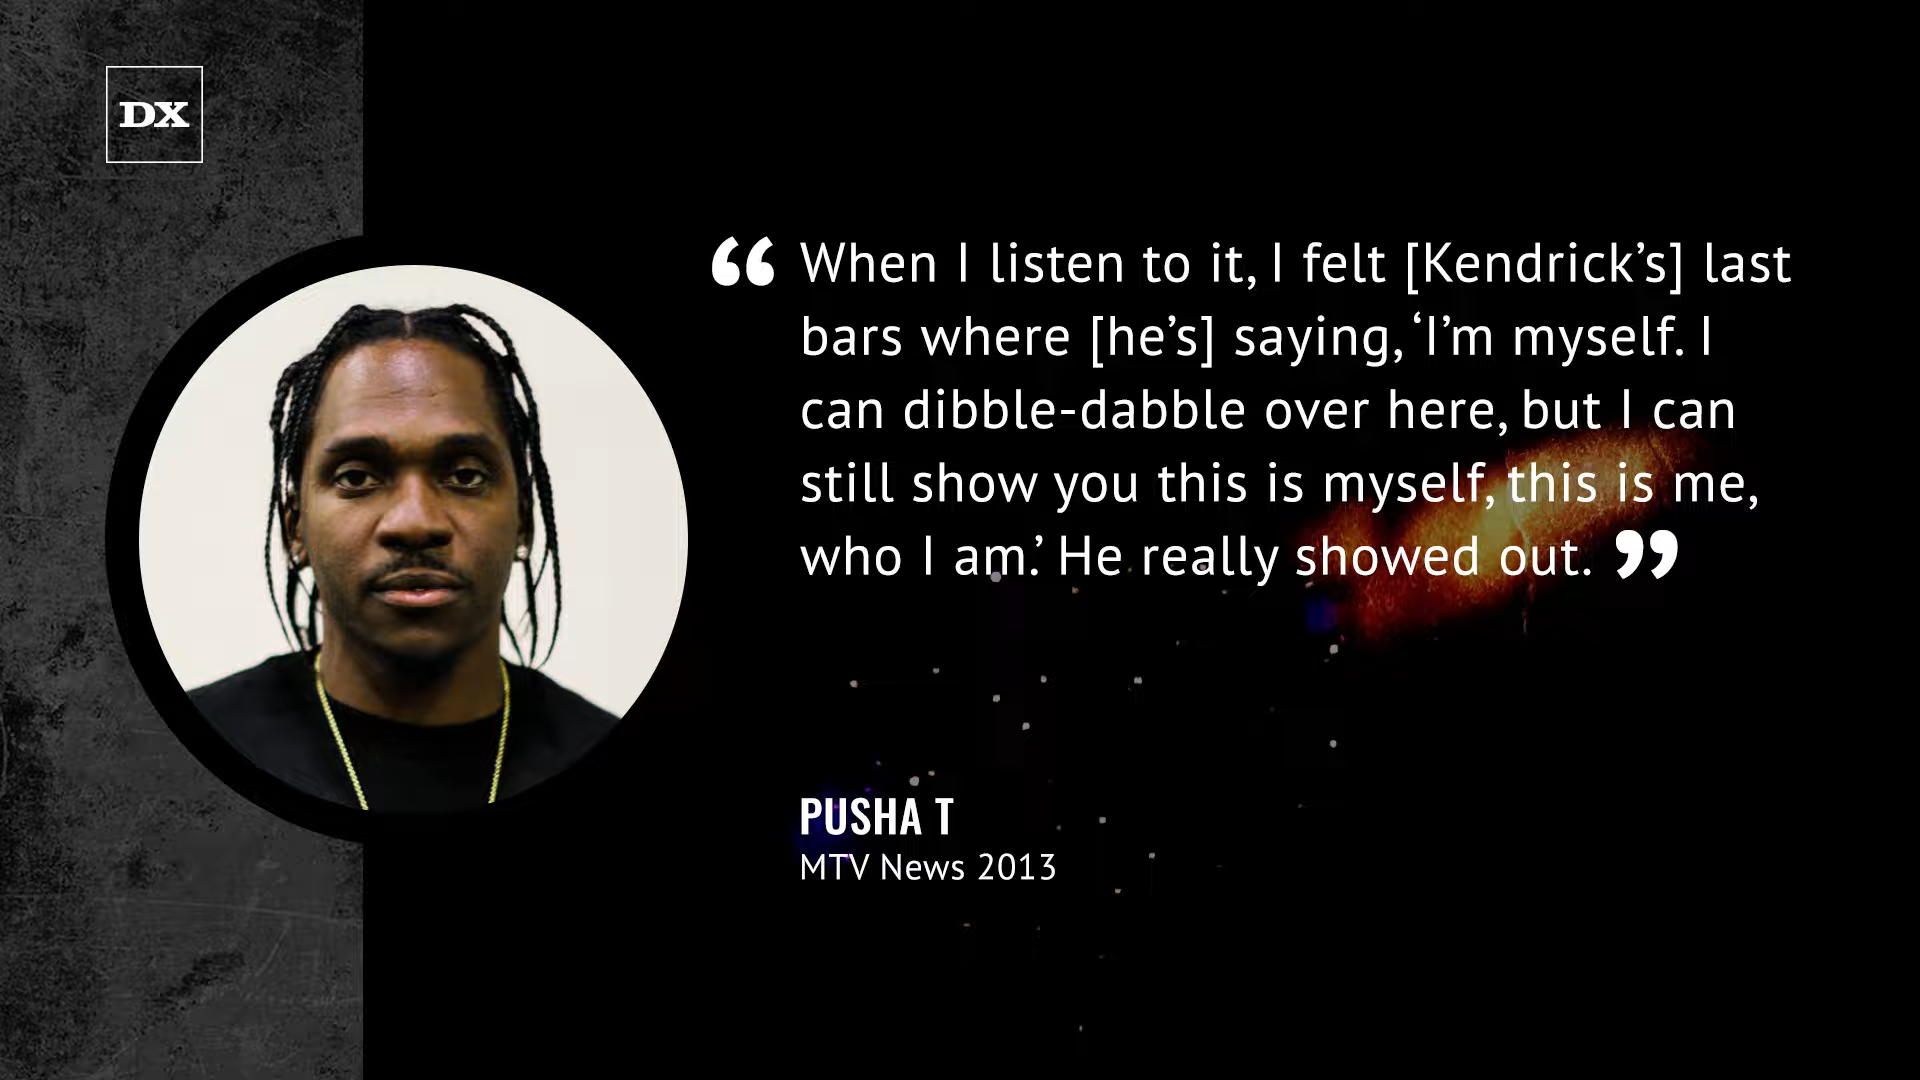 DX
“When I listen to it, I felt [Kendrick’s] last
bars where [he’s] saying, ‘I’m myself. I
can dibble-dabble over here, but I can
still show you this is myself, this is me,
who I am.’ He really showed out.”
PUSHA T
MTV News 2013